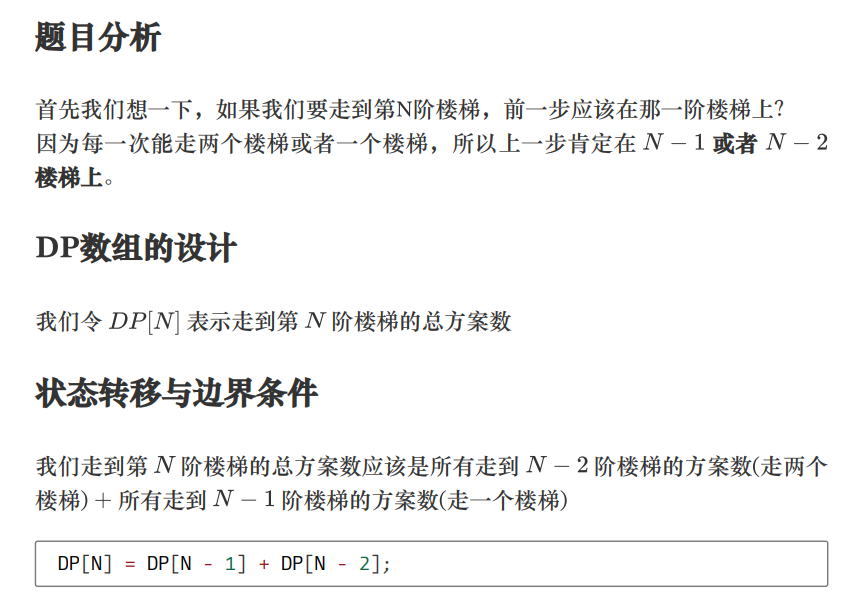 题目分析
首先我们想一下，如果我们要走到第N阶楼梯，前一步应该在那一阶楼梯上？
因为每一次能走两个楼梯或者一个楼梯，所以上一步肯定在 N − 1 或者 N − 2
楼梯上。
DP数组的设计
我们令 DP[N] 表示走到第 N 阶楼梯的总方案数
状态转移与边界条件
我们走到第 N 阶楼梯的总方案数应该是所有走到 N − 2 阶楼梯的方案数(走两个
楼梯) + 所有走到 N − 1 阶楼梯的方案数(走一个楼梯)
DP[N] = DP[N - 1] + DP[N - 2];